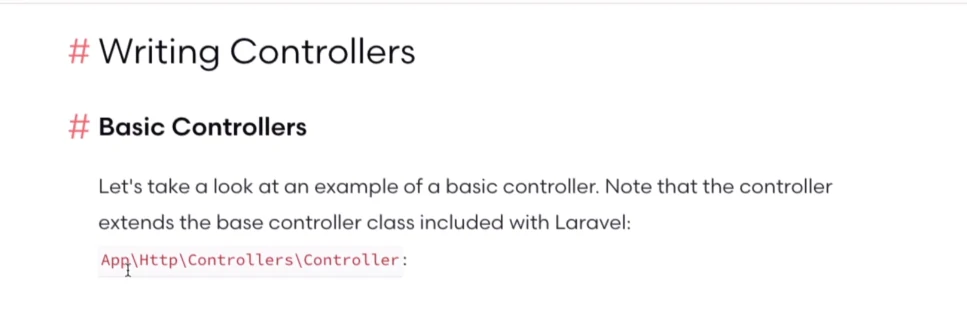 # Writing Controllers
# Basic Controllers
Let's take a look at an example of a basic controller. Note that the controller
extends the base controller class included with Laravel:
App\Http\Controllers\Controller: